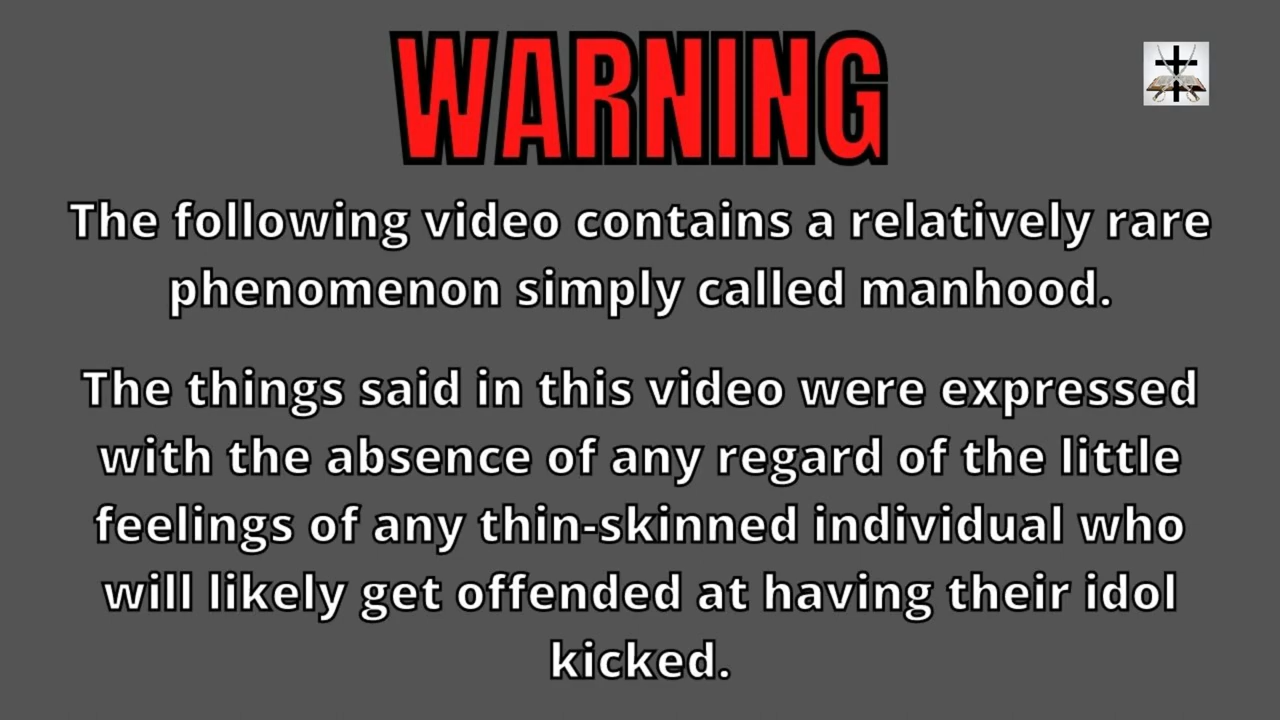 WARNING
The following video contains a relatively rare
phenomenon simply called manhood.
The things said in this video were expressed
with the absence of any regard of the little
feelings of any thin-skinned individual who
will likely get offended at having their idol
kicked.